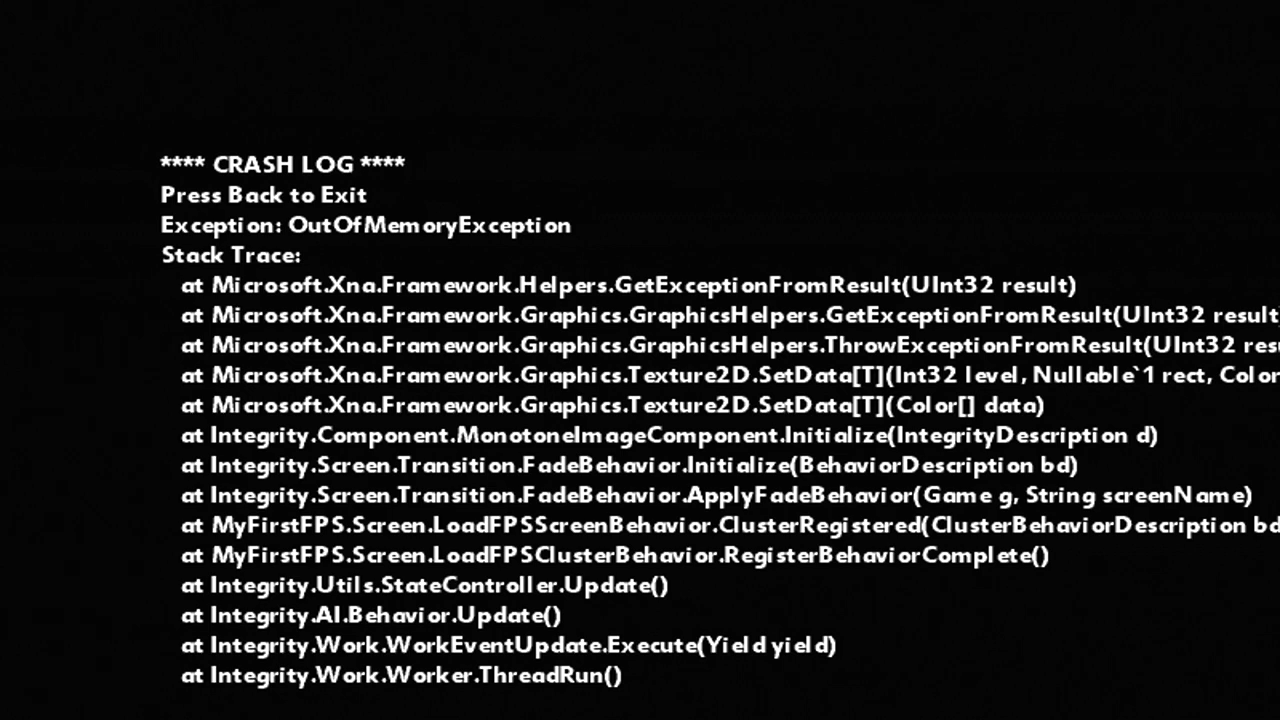 **** CRASH LOG ****
Press Back to Exit
Exception: OutOfMemoryException
Stack Trace:
at Microsoft.Xna.Framework.Helpers.GetExceptionFromResult(UInt32 result)
at Microsoft.Xna.Framework.Graphics.GraphicsHelpers.GetExceptionFromResult(UInt32 result
at Microsoft.Xna.Framework.Graphics.GraphicsHelpers.ThrowExceptionFromResult(UInt32 resu
at Microsoft.Xna.Framework.Graphics.Texture2D.SetData[T](Int32 level, Nullable`1 rect, Color
at Microsoft.Xna.Framework.Graphics.Texture2D.SetData[T](Color[] data)
at Integrity.Component.MonotoneImageComponent.Initialize(IntegrityDescription d)
at Integrity.Screen.Transition.FadeBehavior.Initialize(BehaviorDescription bd)
at Integrity.Screen.Transition.FadeBehavior.ApplyFadeBehavior(Game g, String screenName)
at MyFirstFPS.Screen.LoadFPSScreenBehavior.ClusterRegistered(ClusterBehaviorDescription bd
at MyFirstFPS.Screen.LoadFPSClusterBehavior.RegisterBehaviorComplete()
at Integrity.Utils.StateController.Update()
at Integrity.AI.Behavior.Update()
at Integrity.Work.WorkEventUpdate.Execute(Yield yield)
at Integrity.Work.Worker.ThreadRun()